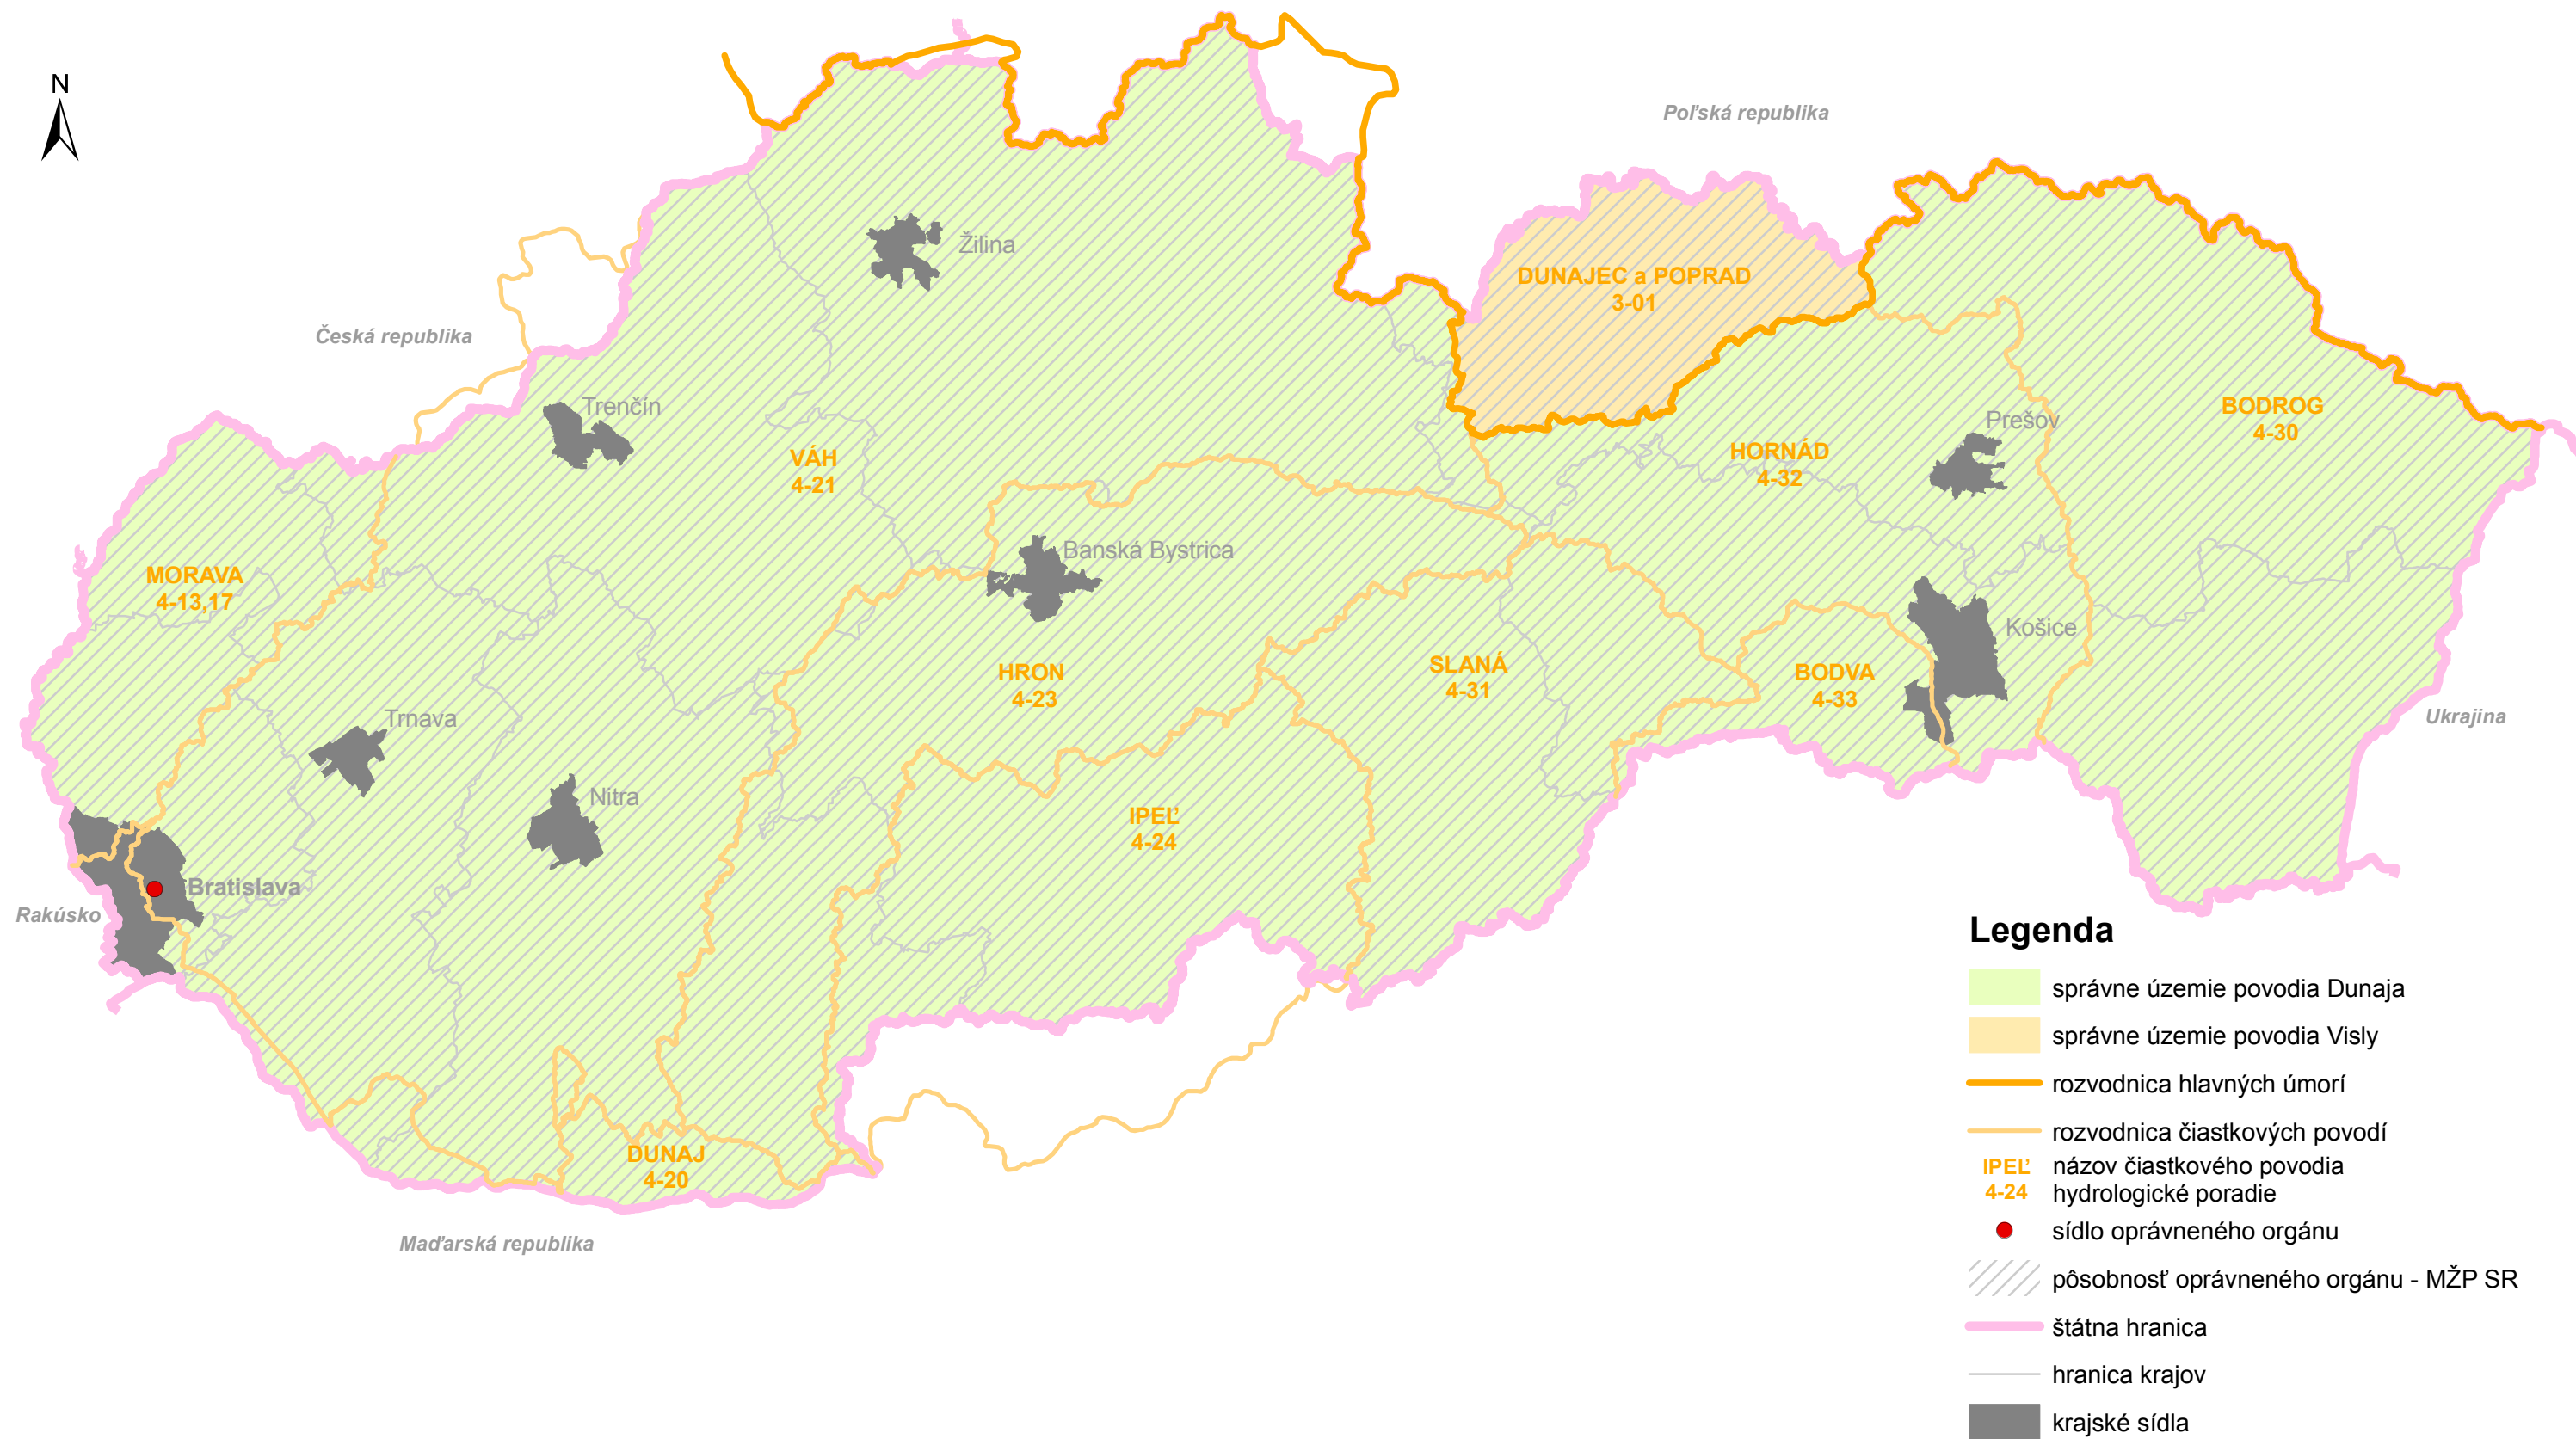 N
Poľská republika
Žilina
DUNAJEC a POPRAD
3-01
Česká republika
Trenčín
BODROG
4-30
Prešov
VÁH
4-21
HORNÁD
4-32
Banská Bystrica
MORAVA
4-13,17
Košice
HRON
4-23
SLANÁ
4-31
BODVA
4-33
Trnava
Ukrajina
Nitra
IPEĽ
4-24
Bratislava
Rakúsko
DUNAJ
4-20
Maďarská republika
Legenda
správne územie povodia Dunaja
správne územie povodia Visly
rozvodnica hlavných úmorí
rozvodnica čiastkových povodí
IPEĽ názov čiastkového povodia
4-24 hydrologické poradie
sídlo oprávneného orgánu
pôsobnosť oprávneného orgánu - MŽP SR
štátna hranica
hranica krajov
krajské sídla